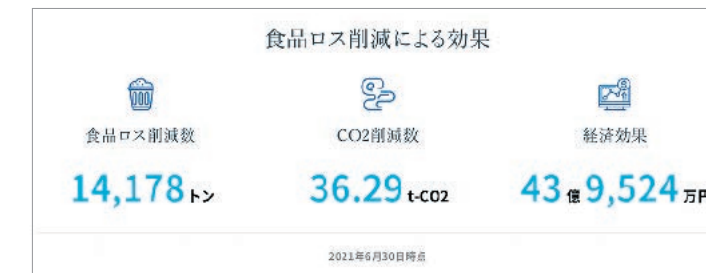 食品ロス削減による効果
食品ロス削減数
CO2削減数
経済効果
14,178トン
36.29 t-CO2
43億9,524万円
2021年6月30日時点